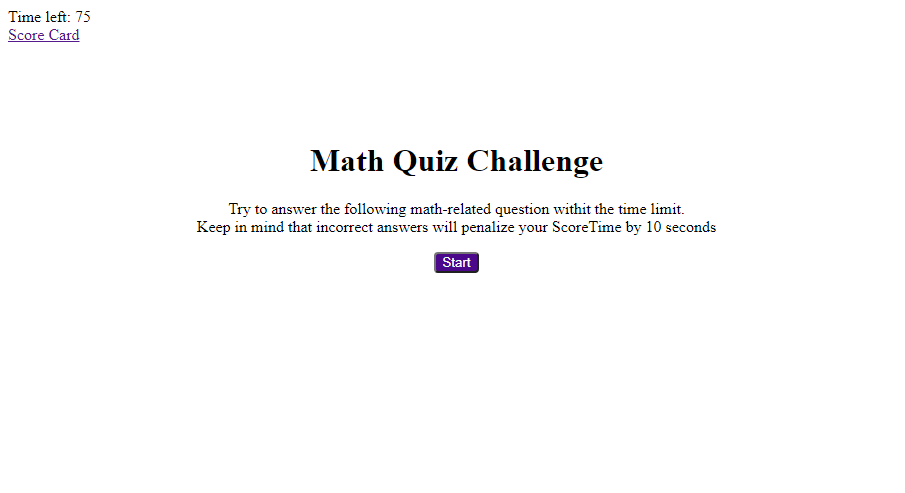 Time left: 75
Score Card
Math Quiz Challenge
Try to answer the following math-related question withit the time limit.
Keep in mind that incorrect answers will penalize your ScoreTime by 10 seconds
Start